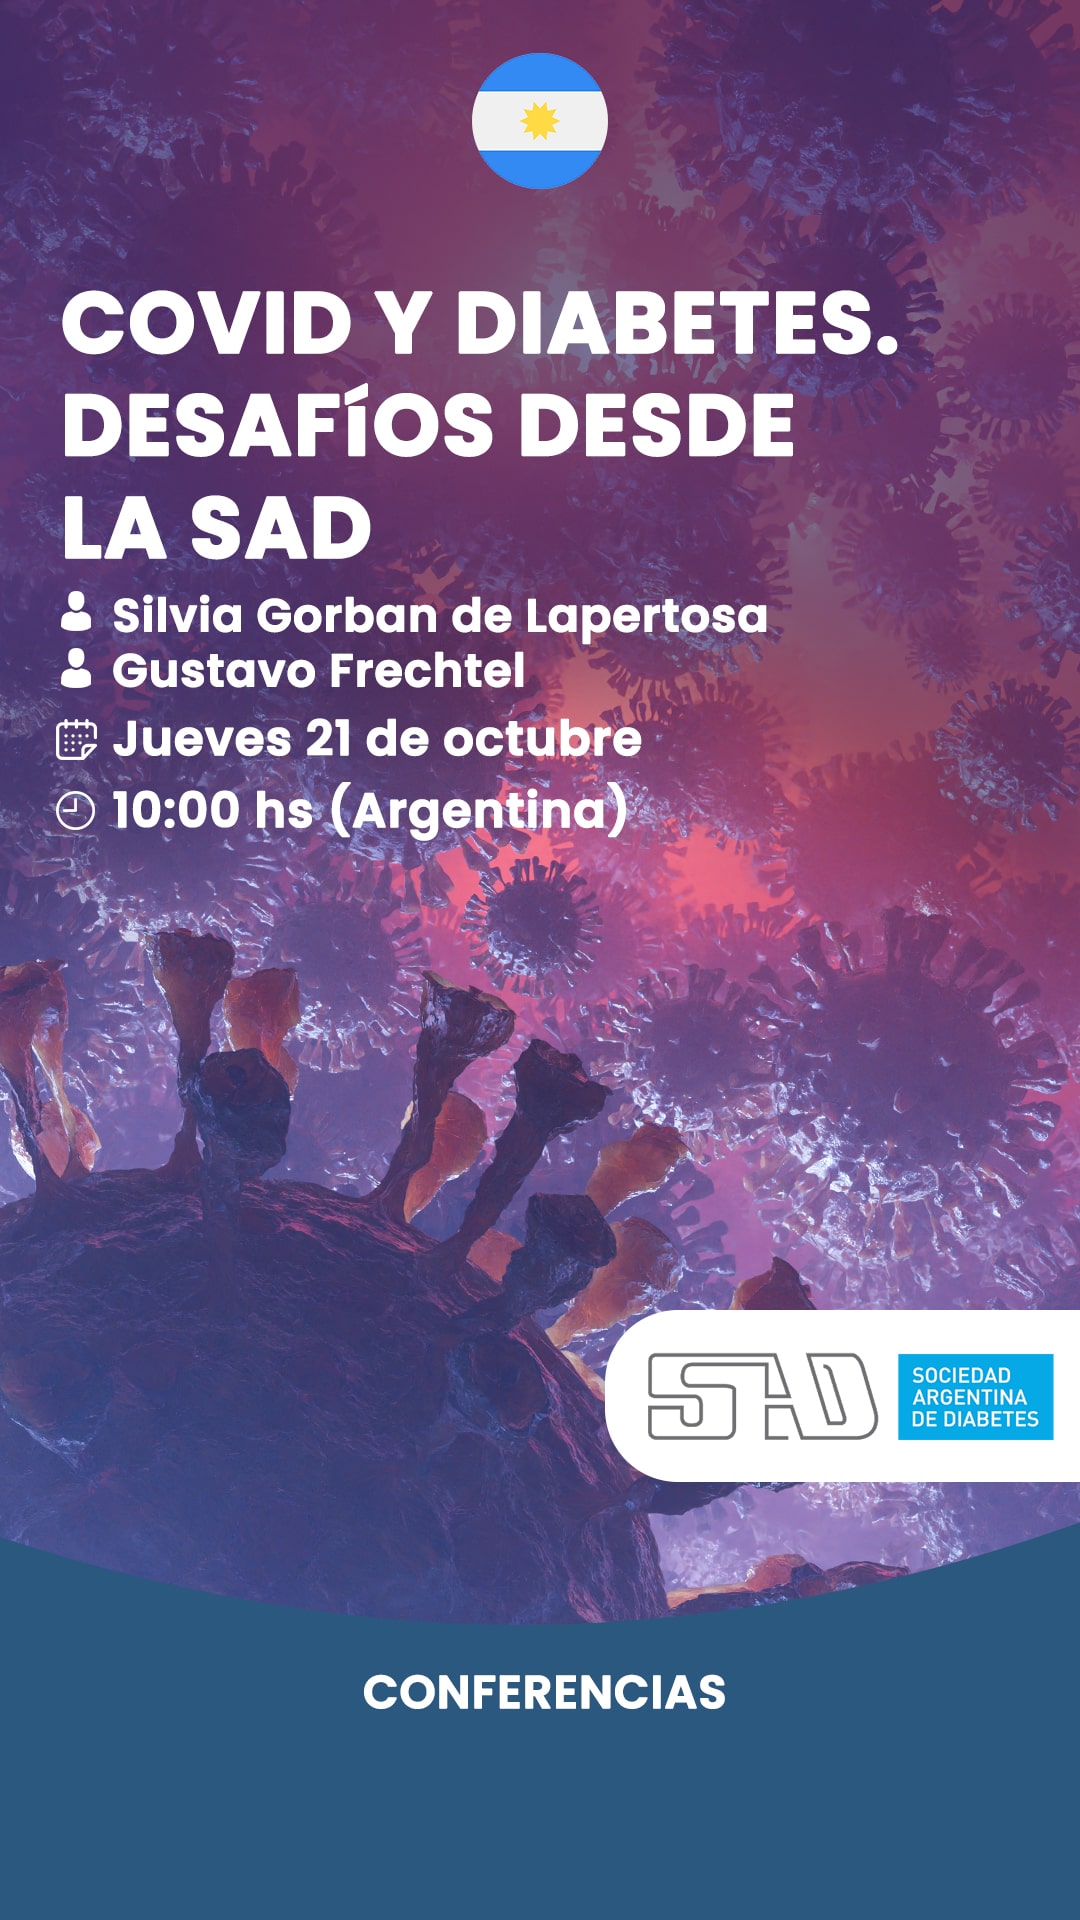 COVID Y DIABETES.
DESAFíOS DESDE
LA SAD
Silvia Gorban de Lapertosa
Gustavo Frechtel
Jueves 21 de octubre
10:00 hs (Argentina)
SAD
SOCIEDAD
ARGENTINA
DE DIABETES
CONFERENCIAS